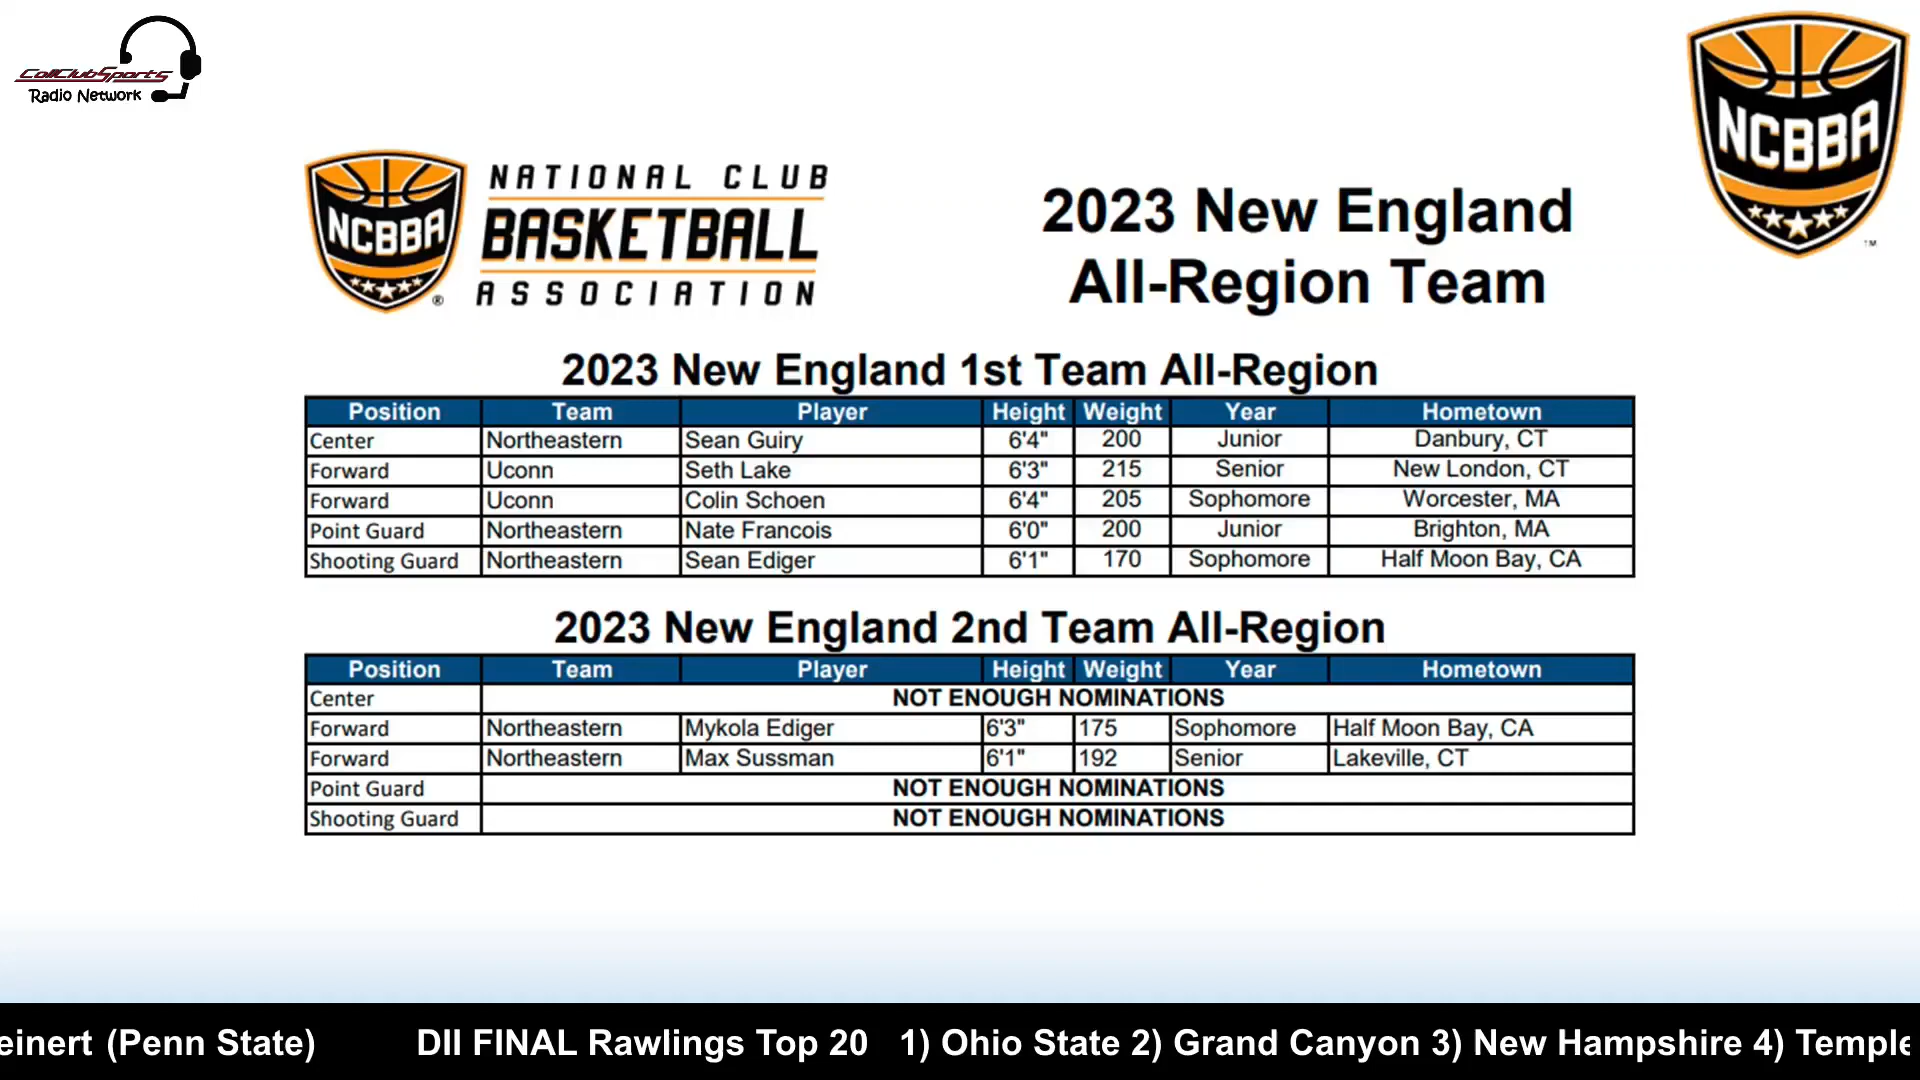 CollClubSports
Radio Network
NCBBA
™
NCBBA
®
NATIONAL CLUB
BASKETBALL
ASSOCIATION
2023 New England
All-Region Team
2023 New England 1st Team All-Region
Position Team Player Height Weight Year Hometown
Center Northeastern Sean Guiry 6'4" 200 Junior Danbury, CT
Forward Uconn Seth Lake 6'3" 215 Senior New London, CT
Forward Uconn Colin Schoen 6'4" 205 Sophomore Worcester, MA
Point Guard Northeastern Nate Francois 6'0" 200 Junior Brighton, MA
Shooting Guard Northeastern Sean Ediger 6'1" 170 Sophomore Half Moon Bay, CA
2023 New England 2nd Team All-Region
Position Team Player Height Weight Year Hometown
Center NOT ENOUGH NOMINATIONS
Forward Northeastern Mykola Ediger 6'3" 175 Sophomore Half Moon Bay, CA
Forward Northeastern Max Sussman 6'1" 192 Senior Lakeville, CT
Point Guard NOT ENOUGH NOMINATIONS
Shooting Guard NOT ENOUGH NOMINATIONS
einert (Penn State) DII FINAL Rawlings Top 20 1) Ohio State 2) Grand Canyon 3) New Hampshire 4) Temple